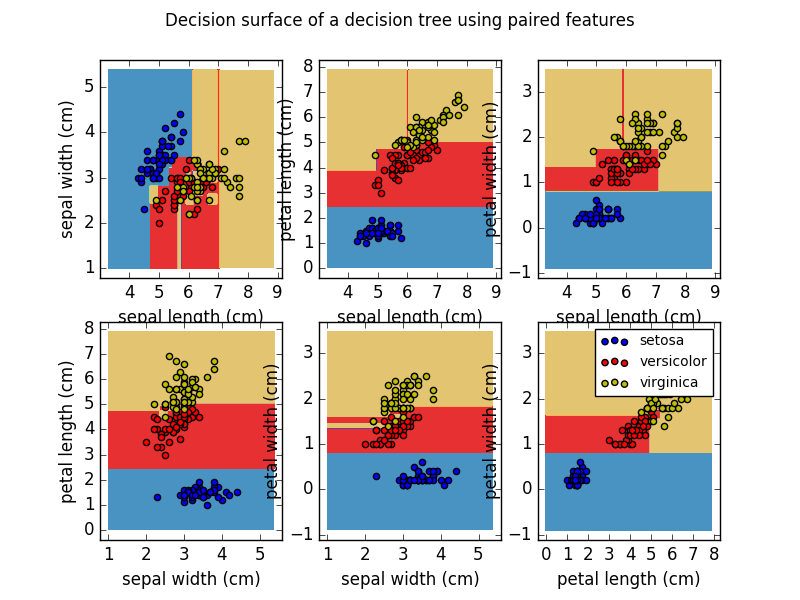 Decision surface of a decision tree using paired features
sepal width (cm)
5
4
3
2
1
4 5 6 7 8 9
sepal length (cm)
petal length (cm)
8
7
6
5
4
3
2
1
0
4 5 6 7 8 9
sepal length (cm)
petal width (cm)
3
2
1
0
−1
4 5 6 7 8 9
sepal length (cm)
petal length (cm)
8
7
6
5
4
3
2
1
0
1 2 3 4 5
sepal width (cm)
petal width (cm)
3
2
1
0
−1
1 2 3 4 5
sepal width (cm)
petal width (cm)
3
2
1
0
−1
0 1 2 3 4 5 6 7 8
petal length (cm)
setosa
versicolor
virginica